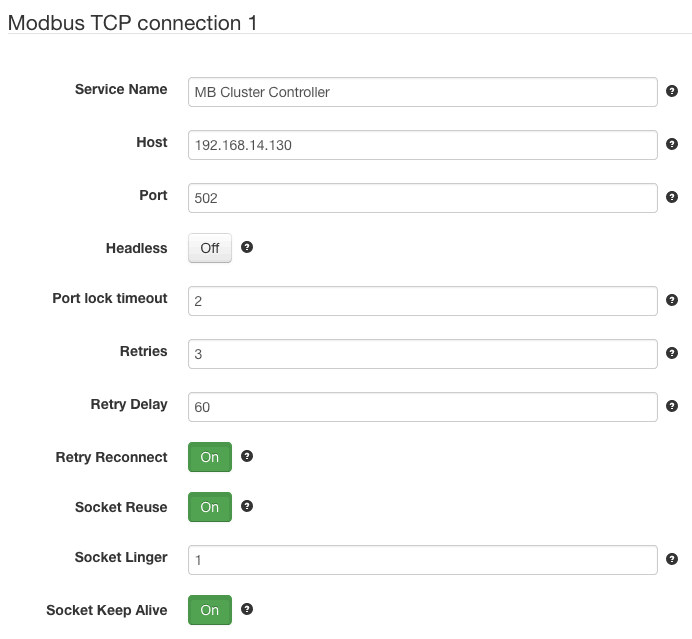 Modbus TCP connection 1
Service Name MB Cluster Controller ?
Host 192.168.14.130 ?
Port 502 ?
Headless Off ?
Port lock timeout 2 ?
Retries 3 ?
Retry Delay 60 ?
Retry Reconnect On ?
Socket Reuse On ?
Socket Linger 1 ?
Socket Keep Alive On ?